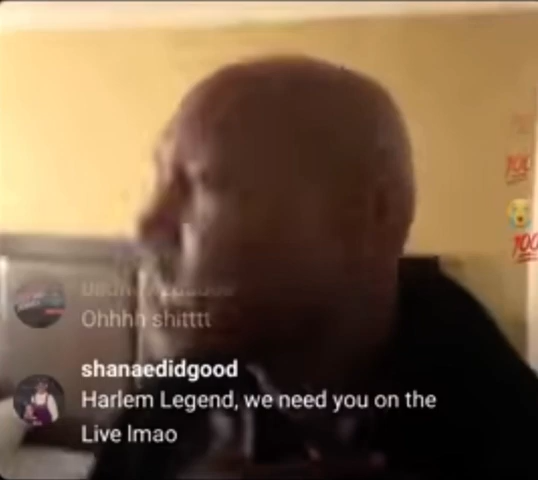 Ohhhh shitttt
shanaedidgood
Harlem Legend, we need you on the
Live lmao
💯
😭
💯